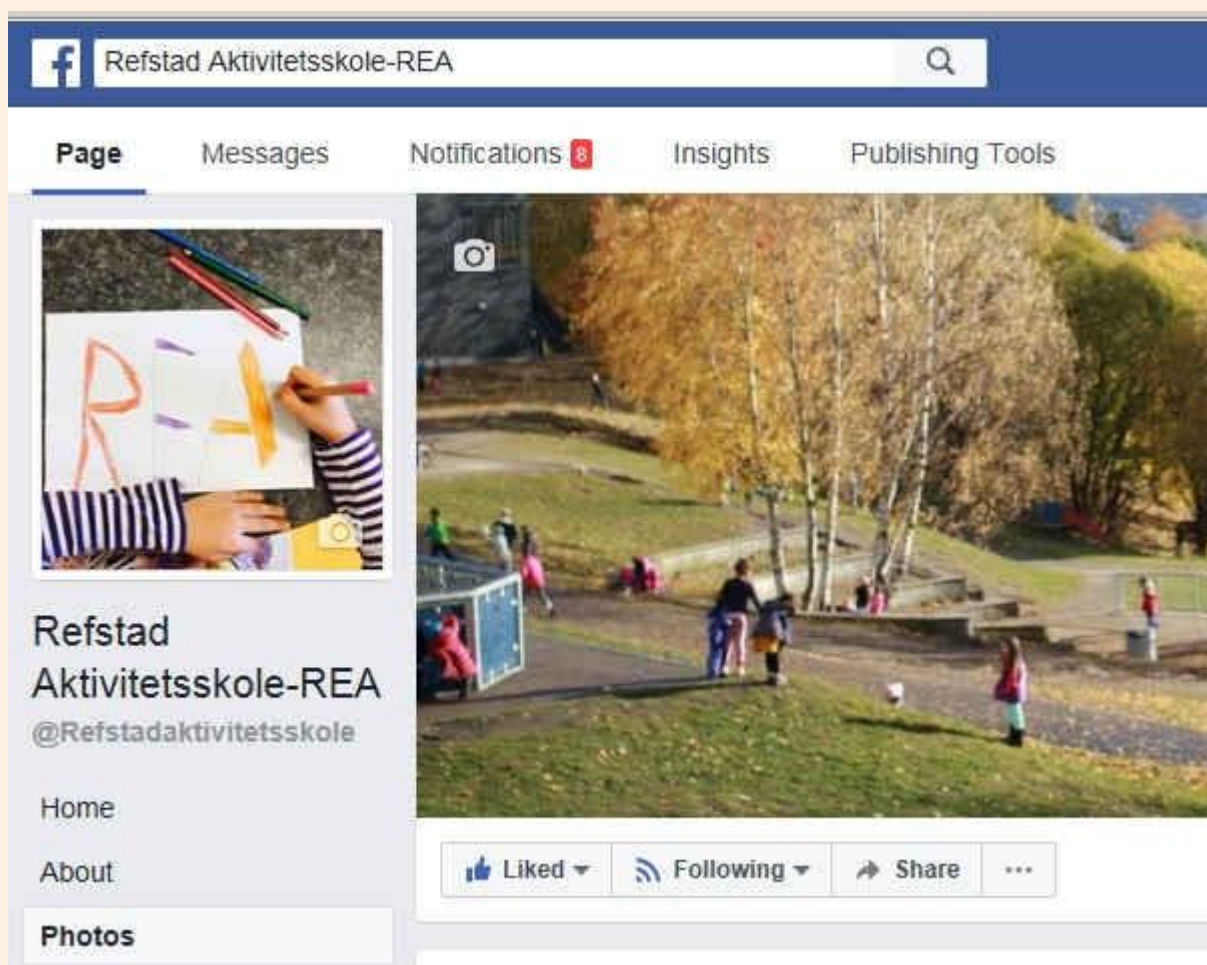 f Refstad Aktivitetsskole-REA
Page Messages Notifications 8 Insights Publishing Tools
REA
Refstad
Aktivitetsskole-REA
@Refstadaktivitetsskole
Home
About
Liked Following Share ...
Photos